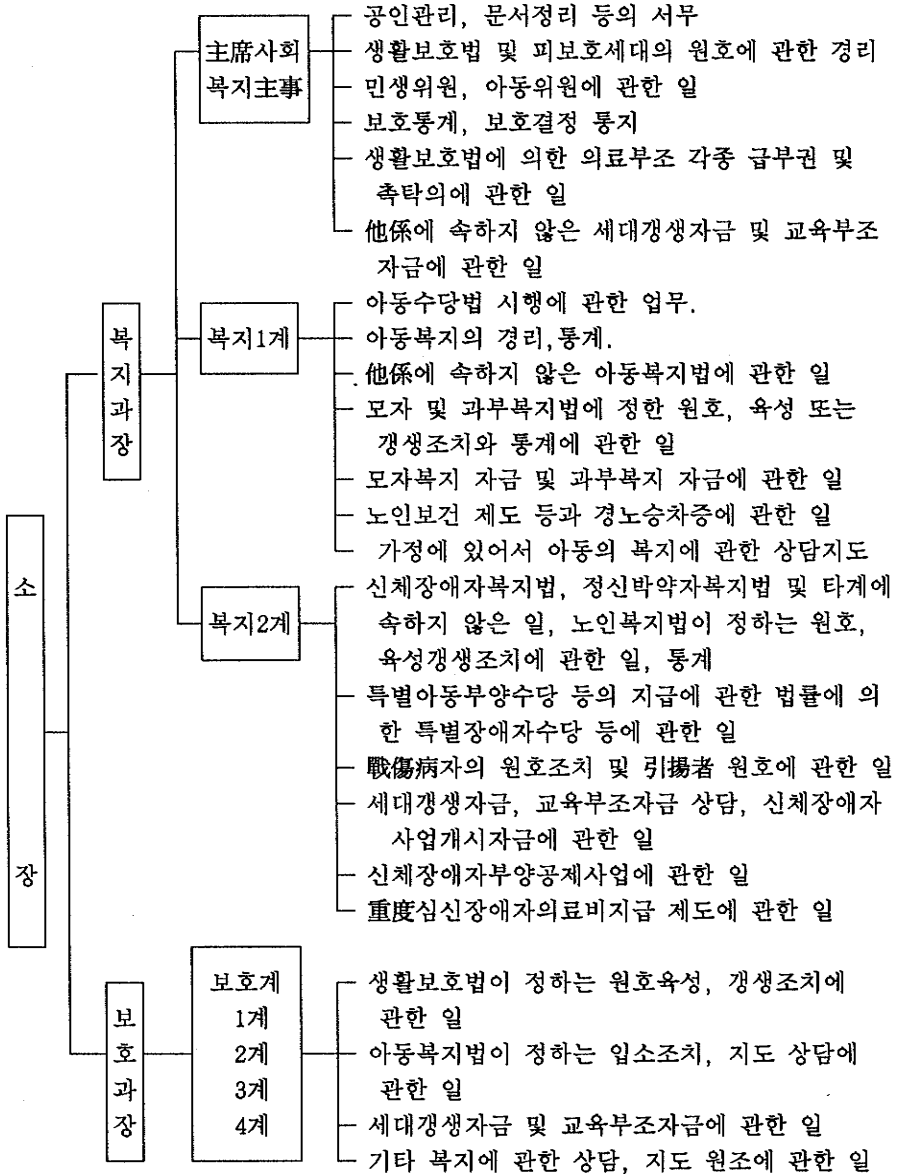 소장
복지과장
主席사회
복지主事
공인관리, 문서정리 등의 서무
생활보호법 및 피보호세대의 원호에 관한 경리
민생위원, 아동위원에 관한 일
보호통계, 보호결정 통지
생활보호법에 의한 의료부조 각종 급부권 및
촉탁의에 관한 일
他係에 속하지 않은 세대갱생자금 및 교육부조
자금에 관한 일
복지1계
아동수당법 시행에 관한 업무.
아동복지의 경리,통계.
他係에 속하지 않은 아동복지법에 관한 일
모자 및 과부복지법에 정한 원호, 육성 또는
갱생조치와 통계에 관한 일
모자복지 자금 및 과부복지 자금에 관한 일
노인보건 제도 등과 경노승차증에 관한 일
가정에 있어서 아동의 복지에 관한 상담지도
복지2계
신체장애자복지법, 정신박약자복지법 및 타계에
속하지 않은 일, 노인복지법이 정하는 원호,
육성갱생조치에 관한 일, 통계
특별아동부양수당 등의 지급에 관한 법률에 의
한 특별장애자수당 등에 관한 일
戰傷病자의 원호조치 및 引揚者 원호에 관한 일
세대갱생자금, 교육부조자금 상담, 신체장애자
사업개시자금에 관한 일
신체장애자부양공제사업에 관한 일
重度심신장애자의료비지급 제도에 관한 일
보호과장
보호계
1계
2계
3계
4계
생활보호법이 정하는 원호육성, 갱생조치에
관한 일
아동복지법이 정하는 입소조치, 지도 상담에
관한 일
세대갱생자금 및 교육부조자금에 관한 일
기타 복지에 관한 상담, 지도 원조에 관한 일